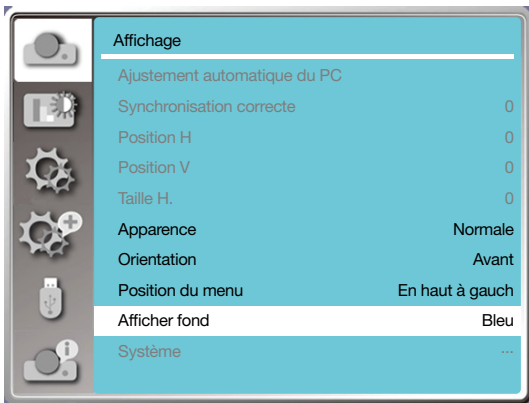 Affichage
Ajustement automatique du PC
Synchronisation correcte 0
Position H 0
Position V 0
Taille H. 0
Apparence Normale
Orientation Avant
Position du menu En haut à gauch
Afficher fond Bleu
Système ...